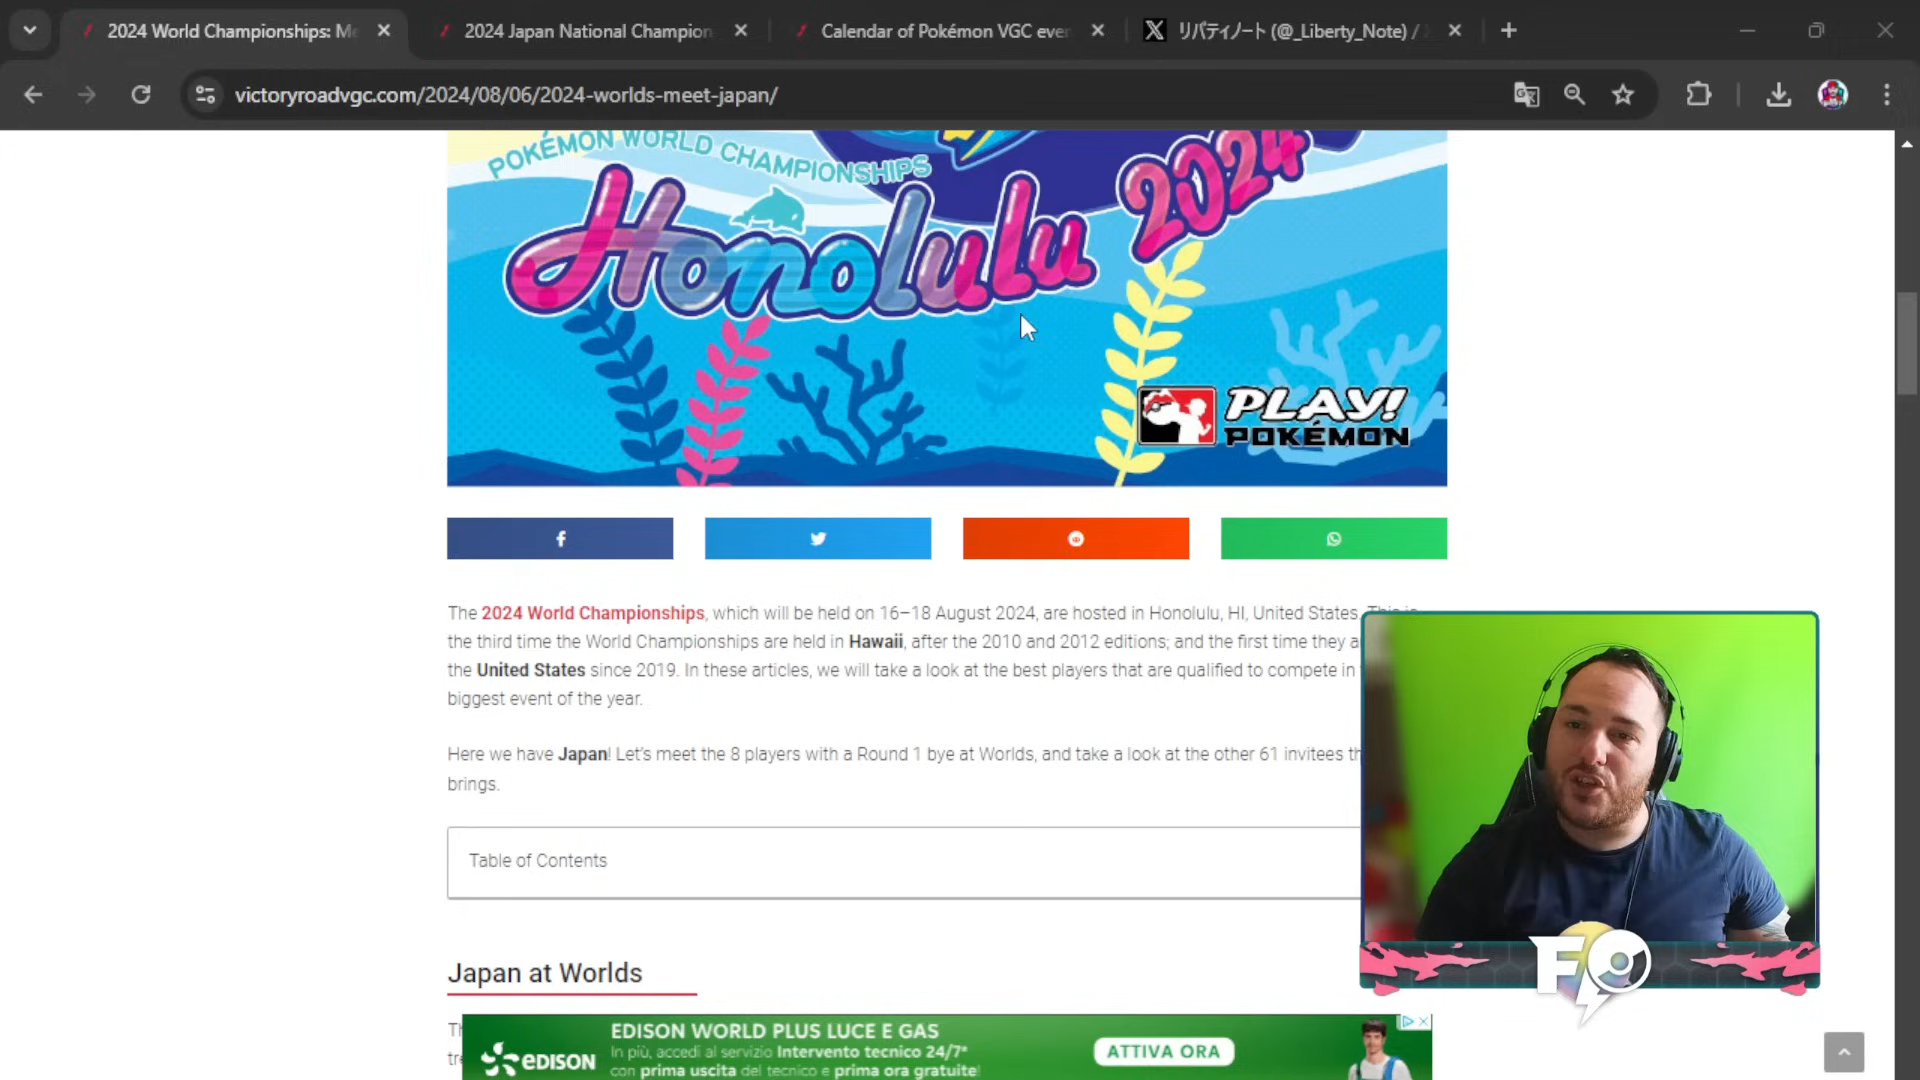 2024 World Championships: Me
2024 Japan National Champion
Calendar of Pokémon VGC eve
リバティノート (@_Liberty_Note) /
victoryroadvgc.com/2024/08/06/2024-worlds-meet-japan/
POKÉMON WORLD CHAMPIONSHIPS
Honolulu 2024
PLAY!
POKÉMON
The 2024 World Championships, which will be held on 16–18 August 2024, are hosted in Honolulu, HI, United States. This is
the third time the World Championships are held in Hawaii, after the 2010 and 2012 editions; and the first time they a
the United States since 2019. In these articles, we will take a look at the best players that are qualified to compete in
biggest event of the year.
Here we have Japan! Let's meet the 8 players with a Round 1 bye at Worlds, and take a look at the other 61 invitees th
brings.
Table of Contents
Japan at Worlds
EDISON WORLD PLUS LUCE E GAS
In più, accedi al servizio Intervento tecnico 24/7*
con prima uscita del tecnico e prima ora gratuite!
EDISON
ATTIVA ORA